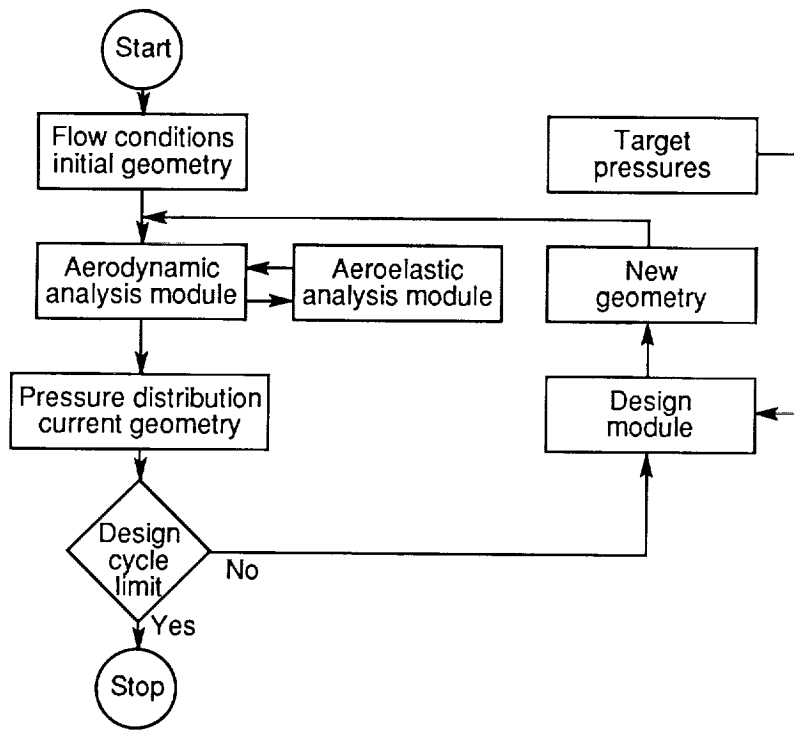 Start
Flow conditions
initial geometry
Target
pressures
Aerodynamic
analysis module
Aeroelastic
analysis module
New
geometry
Pressure distribution
current geometry
Design
module
Design
cycle
limit
No
Yes
Stop